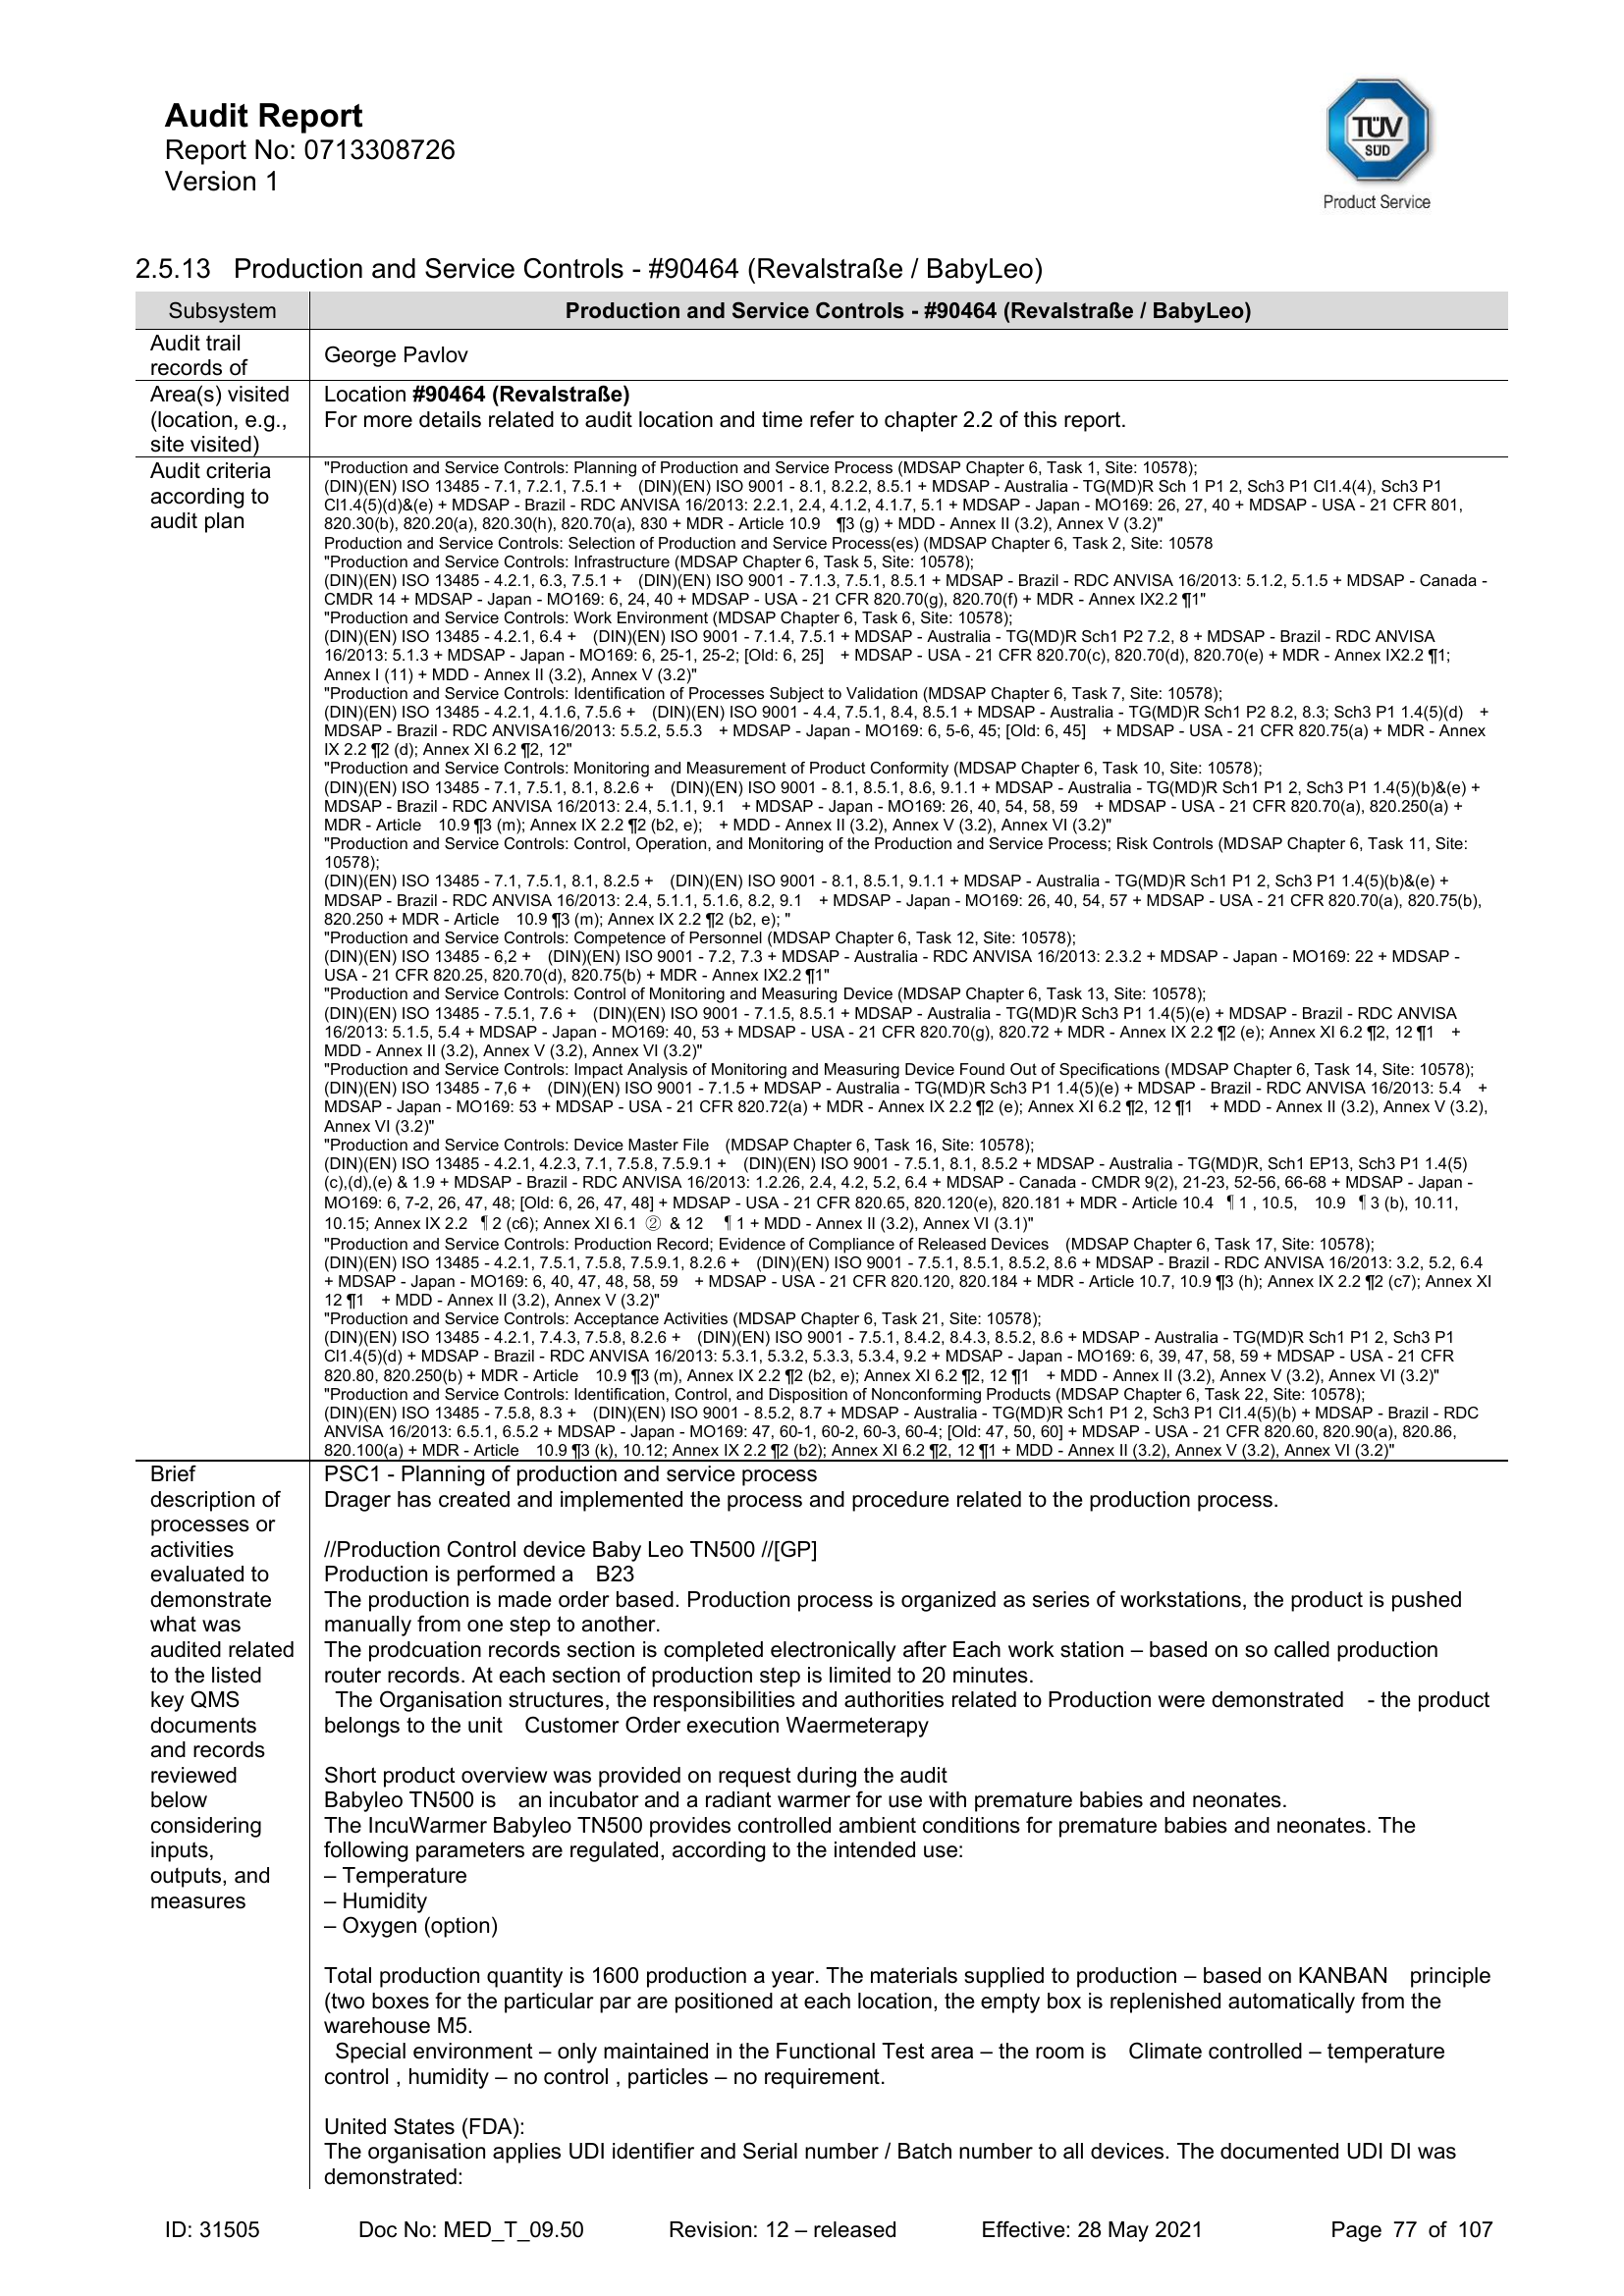 Audit Report
Report No: 0713308726
Version 1
TÜV
SÜD
Product Service
2.5.13 Production and Service Controls - #90464 (Revalstraße / BabyLeo)
Subsystem
Production and Service Controls - #90464 (Revalstraße / BabyLeo)
Audit trail
records of
George Pavlov
Area(s) visited
(location, e.g.,
site visited)
Location #90464 (Revalstraße)
For more details related to audit location and time refer to chapter 2.2 of this report.
Audit criteria
according to
audit plan
"Production and Service Controls: Planning of Production and Service Process (MDSAP Chapter 6, Task 1, Site: 10578);
(DIN)(EN) ISO 13485 - 7.1, 7.2.1, 7.5.1 + (DIN)(EN) ISO 9001 - 8.1, 8.2.2, 8.5.1 + MDSAP - Australia - TG(MD)R Sch 1 P1 2, Sch3 P1 Cl1.4(4), Sch3 P1
Cl1.4(5)(d)&(e) + MDSAP - Brazil - RDC ANVISA 16/2013: 2.2.1, 2.4, 4.1.2, 4.1.7, 5.1 + MDSAP - Japan - MO169: 26, 27, 40 + MDSAP - USA - 21 CFR 801,
820.30(b), 820.20(a), 820.30(h), 820.70(a), 830 + MDR - Article 10.9 ¶3 (g) + MDD - Annex II (3.2), Annex V (3.2)"
Production and Service Controls: Selection of Production and Service Process(es) (MDSAP Chapter 6, Task 2, Site: 10578
"Production and Service Controls: Infrastructure (MDSAP Chapter 6, Task 5, Site: 10578);
(DIN)(EN) ISO 13485 - 4.2.1, 6.3, 7.5.1 + (DIN)(EN) ISO 9001 - 7.1.3, 7.5.1, 8.5.1 + MDSAP - Brazil - RDC ANVISA 16/2013: 5.1.2, 5.1.5 + MDSAP - Canada -
CMDR 14 + MDSAP - Japan - MO169: 6, 24, 40 + MDSAP - USA - 21 CFR 820.70(g), 820.70(f) + MDR - Annex IX2.2 ¶1"
"Production and Service Controls: Work Environment (MDSAP Chapter 6, Task 6, Site: 10578);
(DIN)(EN) ISO 13485 - 4.2.1, 6.4 + (DIN)(EN) ISO 9001 - 7.1.4, 7.5.1 + MDSAP - Australia - TG(MD)R Sch1 P2 7.2, 8 + MDSAP - Brazil - RDC ANVISA
16/2013: 5.1.3 + MDSAP - Japan - MO169: 6, 25-1, 25-2; [Old: 6, 25] + MDSAP - USA - 21 CFR 820.70(c), 820.70(d), 820.70(e) + MDR - Annex IX2.2 ¶1;
Annex I (11) + MDD - Annex II (3.2), Annex V (3.2)"
"Production and Service Controls: Identification of Processes Subject to Validation (MDSAP Chapter 6, Task 7, Site: 10578);
(DIN)(EN) ISO 13485 - 4.2.1, 4.1.6, 7.5.6 + (DIN)(EN) ISO 9001 - 4.4, 7.5.1, 8.4, 8.5.1 + MDSAP - Australia - TG(MD)R Sch1 P2 8.2, 8.3; Sch3 P1 1.4(5)(d) +
MDSAP - Brazil - RDC ANVISA16/2013: 5.5.2, 5.5.3 + MDSAP - Japan - MO169: 6, 5-6, 45; [Old: 6, 45] + MDSAP - USA - 21 CFR 820.75(a) + MDR - Annex
IX 2.2 ¶2 (d); Annex XI 6.2 ¶2, 12"
"Production and Service Controls: Monitoring and Measurement of Product Conformity (MDSAP Chapter 6, Task 10, Site: 10578);
(DIN)(EN) ISO 13485 - 7.1, 7.5.1, 8.1, 8.2.6 + (DIN)(EN) ISO 9001 - 8.1, 8.5.1, 8.6, 9.1.1 + MDSAP - Australia - TG(MD)R Sch1 P1 2, Sch3 P1 1.4(5)(b)&(e) +
MDSAP - Brazil - RDC ANVISA 16/2013: 2.4, 5.1.1, 9.1 + MDSAP - Japan - MO169: 26, 40, 54, 58, 59 + MDSAP - USA - 21 CFR 820.70(a), 820.250(a) +
MDR - Article 10.9 ¶3 (m); Annex IX 2.2 ¶2 (b2, e); + MDD - Annex II (3.2), Annex V (3.2), Annex VI (3.2)"
"Production and Service Controls: Control, Operation, and Monitoring of the Production and Service Process; Risk Controls (MDSAP Chapter 6, Task 11, Site:
10578);
(DIN)(EN) ISO 13485 - 7.1, 7.5.1, 8.1, 8.2.5 + (DIN)(EN) ISO 9001 - 8.1, 8.5.1, 9.1.1 + MDSAP - Australia - TG(MD)R Sch1 P1 2, Sch3 P1 1.4(5)(b)&(e) +
MDSAP - Brazil - RDC ANVISA 16/2013: 2.4, 5.1.1, 5.1.6, 8.2, 9.1 + MDSAP - Japan - MO169: 26, 40, 54, 57 + MDSAP - USA - 21 CFR 820.70(a), 820.75(b),
820.250 + MDR - Article 10.9 ¶3 (m); Annex IX 2.2 ¶2 (b2, e); "
"Production and Service Controls: Competence of Personnel (MDSAP Chapter 6, Task 12, Site: 10578);
(DIN)(EN) ISO 13485 - 6,2 + (DIN)(EN) ISO 9001 - 7.2, 7.3 + MDSAP - Australia - RDC ANVISA 16/2013: 2.3.2 + MDSAP - Japan - MO169: 22 + MDSAP -
USA - 21 CFR 820.25, 820.70(d), 820.75(b) + MDR - Annex IX2.2 ¶1"
"Production and Service Controls: Control of Monitoring and Measuring Device (MDSAP Chapter 6, Task 13, Site: 10578);
(DIN)(EN) ISO 13485 - 7.5.1, 7.6 + (DIN)(EN) ISO 9001 - 7.1.5, 8.5.1 + MDSAP - Australia - TG(MD)R Sch3 P1 1.4(5)(e) + MDSAP - Brazil - RDC ANVISA
16/2013: 5.1.5, 5.4 + MDSAP - Japan - MO169: 40, 53 + MDSAP - USA - 21 CFR 820.70(g), 820.72 + MDR - Annex IX 2.2 ¶2 (e); Annex XI 6.2 ¶2, 12 ¶1 +
MDD - Annex II (3.2), Annex V (3.2), Annex VI (3.2)"
"Production and Service Controls: Impact Analysis of Monitoring and Measuring Device Found Out of Specifications (MDSAP Chapter 6, Task 14, Site: 10578);
(DIN)(EN) ISO 13485 - 7,6 + (DIN)(EN) ISO 9001 - 7.1.5 + MDSAP - Australia - TG(MD)R Sch3 P1 1.4(5)(e) + MDSAP - Brazil - RDC ANVISA 16/2013: 5.4 +
MDSAP - Japan - MO169: 53 + MDSAP - USA - 21 CFR 820.72(a) + MDR - Annex IX 2.2 ¶2 (e); Annex XI 6.2 ¶2, 12 ¶1 + MDD - Annex II (3.2), Annex V (3.2),
Annex VI (3.2)"
"Production and Service Controls: Device Master File (MDSAP Chapter 6, Task 16, Site: 10578);
(DIN)(EN) ISO 13485 - 4.2.1, 4.2.3, 7.1, 7.5.8, 7.5.9.1 + (DIN)(EN) ISO 9001 - 7.5.1, 8.1, 8.5.2 + MDSAP - Australia - TG(MD)R, Sch1 EP13, Sch3 P1 1.4(5)
(c),(d),(e) & 1.9 + MDSAP - Brazil - RDC ANVISA 16/2013: 1.2.26, 2.4, 4.2, 5.2, 6.4 + MDSAP - Canada - CMDR 9(2), 21-23, 52-56, 66-68 + MDSAP - Japan -
MO169: 6, 7-2, 26, 47, 48; [Old: 6, 26, 47, 48] + MDSAP - USA - 21 CFR 820.65, 820.120(e), 820.181 + MDR - Article 10.4 ¶ 1 , 10.5, 10.9 ¶ 3 (b), 10.11,
10.15; Annex IX 2.2 ¶ 2 (c6); Annex XI 6.1 ② & 12 ¶ 1 + MDD - Annex II (3.2), Annex VI (3.1)"
"Production and Service Controls: Production Record; Evidence of Compliance of Released Devices (MDSAP Chapter 6, Task 17, Site: 10578);
(DIN)(EN) ISO 13485 - 4.2.5, 7.5.1, 7.5.8, 7.5.9.1, 8.2.6 + (DIN)(EN) ISO 9001 - 7.5.1, 8.5.1, 8.5.2, 8.6 + MDSAP - Brazil - RDC ANVISA 16/2013: 3.2, 5.2, 6.4
+ MDSAP - Japan - MO169: 6, 40, 47, 48, 58, 59 + MDSAP - USA - 21 CFR 820.120, 820.184 + MDR - Article 10.7, 10.9 ¶3 (h); Annex IX 2.2 ¶2 (c7); Annex XI
12 ¶1 + MDD - Annex II (3.2), Annex V (3.2)"
"Production and Service Controls: Acceptance Activities (MDSAP Chapter 6, Task 21, Site: 10578);
(DIN)(EN) ISO 13485 - 4.2.1, 7.4.3, 7.5.8, 8.2.6 + (DIN)(EN) ISO 9001 - 7.5.1, 8.4.2, 8.4.3, 8.5.2, 8.6 + MDSAP - Australia - TG(MD)R Sch1 P1 2, Sch3 P1
Cl1.4(5)(d) + MDSAP - Brazil - RDC ANVISA 16/2013: 5.3.1, 5.3.2, 5.3.3, 5.3.4, 9.2 + MDSAP - Japan - MO169: 6, 39, 47, 58, 59 + MDSAP - USA - 21 CFR
820.80, 820.250(b) + MDR - Article 10.9 ¶3 (m), Annex IX 2.2 ¶2 (b2, e); Annex XI 6.2 ¶2, 12 ¶1 + MDD - Annex II (3.2), Annex V (3.2), Annex VI (3.2)"
"Production and Service Controls: Identification, Control, and Disposition of Nonconforming Products (MDSAP Chapter 6, Task 22, Site: 10578);
(DIN)(EN) ISO 13485 - 7.5.8, 8.3 + (DIN)(EN) ISO 9001 - 8.5.2, 8.7 + MDSAP - Australia - TG(MD)R Sch1 P1 2, Sch3 P1 Cl1.4(5)(b) + MDSAP - Brazil - RDC
ANVISA 16/2013: 6.5.1, 6.5.2 + MDSAP - Japan - MO169: 47, 60-1, 60-2, 60-3, 60-4; [Old: 47, 50, 60] + MDSAP - USA - 21 CFR 820.60, 820.90(a), 820.86,
820.100(a) + MDR - Article 10.9 ¶3 (k), 10.12; Annex IX 2.2 ¶2 (b2); Annex XI 6.2 ¶2, 12 ¶1 + MDD - Annex II (3.2), Annex V (3.2), Annex VI (3.2)"
Brief
description of
processes or
activities
evaluated to
demonstrate
what was
audited related
to the listed
key QMS
documents
and records
reviewed
below
considering
inputs,
outputs, and
measures
PSC1 - Planning of production and service process
Drager has created and implemented the process and procedure related to the production process.
//Production Control device Baby Leo TN500 //[GP]
Production is performed a B23
The production is made order based. Production process is organized as series of workstations, the product is pushed
manually from one step to another.
The prodcuation records section is completed electronically after Each work station – based on so called production
router records. At each section of production step is limited to 20 minutes.
The Organisation structures, the responsibilities and authorities related to Production were demonstrated - the product
belongs to the unit Customer Order execution Waermeterapy
Short product overview was provided on request during the audit
Babyleo TN500 is an incubator and a radiant warmer for use with premature babies and neonates.
The IncuWarmer Babyleo TN500 provides controlled ambient conditions for premature babies and neonates. The
following parameters are regulated, according to the intended use:
– Temperature
– Humidity
– Oxygen (option)
Total production quantity is 1600 production a year. The materials supplied to production – based on KANBAN principle
(two boxes for the particular par are positioned at each location, the empty box is replenished automatically from the
warehouse M5.
Special environment – only maintained in the Functional Test area – the room is Climate controlled – temperature
control , humidity – no control , particles – no requirement.
United States (FDA):
The organisation applies UDI identifier and Serial number / Batch number to all devices. The documented UDI DI was
demonstrated:
ID: 31505 Doc No: MED_T_09.50 Revision: 12 – released Effective: 28 May 2021 Page 77 of 107